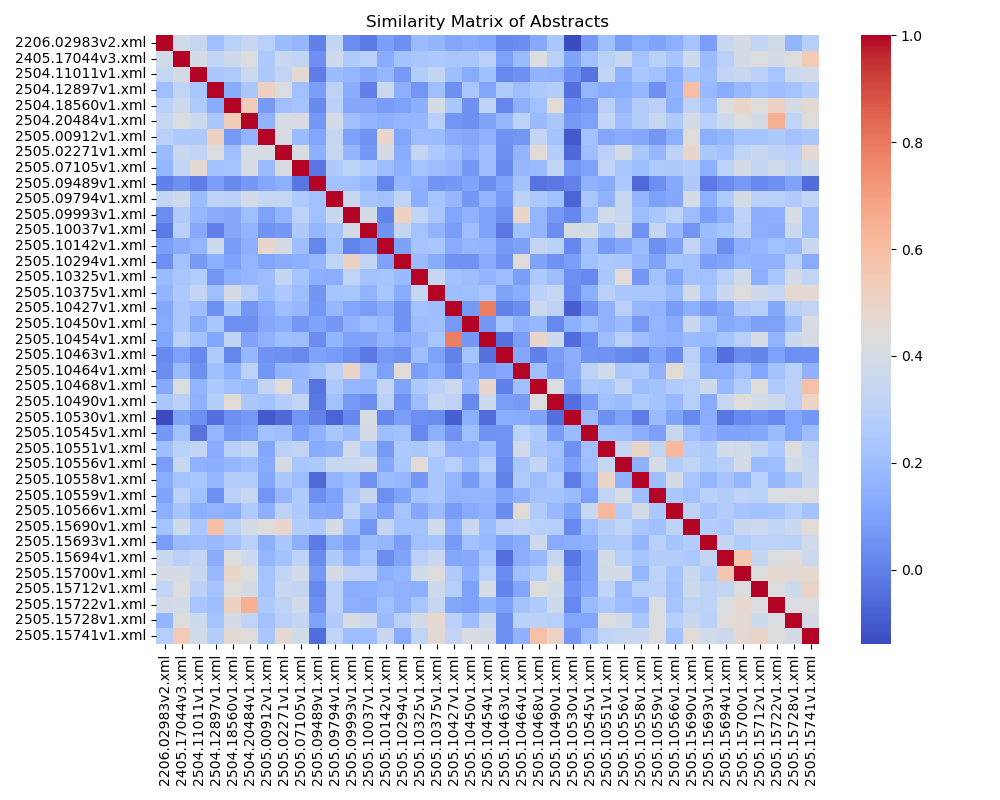 Similarity Matrix of Abstracts
2206.02983v2.xml
2405.17044v3.xml
2504.11011v1.xml
2504.12897v1.xml
2504.18560v1.xml
2504.20484v1.xml
2505.00912v1.xml
2505.02271v1.xml
2505.07105v1.xml
2505.09489v1.xml
2505.09794v1.xml
2505.09993v1.xml
2505.10037v1.xml
2505.10142v1.xml
2505.10294v1.xml
2505.10325v1.xml
2505.10375v1.xml
2505.10427v1.xml
2505.10450v1.xml
2505.10454v1.xml
2505.10463v1.xml
2505.10464v1.xml
2505.10468v1.xml
2505.10490v1.xml
2505.10530v1.xml
2505.10545v1.xml
2505.10551v1.xml
2505.10556v1.xml
2505.10558v1.xml
2505.10559v1.xml
2505.10566v1.xml
2505.15690v1.xml
2505.15693v1.xml
2505.15694v1.xml
2505.15700v1.xml
2505.15712v1.xml
2505.15722v1.xml
2505.15728v1.xml
2505.15741v1.xml
2206.02983v2.xml
2405.17044v3.xml
2504.11011v1.xml
2504.12897v1.xml
2504.18560v1.xml
2504.20484v1.xml
2505.00912v1.xml
2505.02271v1.xml
2505.07105v1.xml
2505.09489v1.xml
2505.09794v1.xml
2505.09993v1.xml
2505.10037v1.xml
2505.10142v1.xml
2505.10294v1.xml
2505.10325v1.xml
2505.10375v1.xml
2505.10427v1.xml
2505.10450v1.xml
2505.10454v1.xml
2505.10463v1.xml
2505.10464v1.xml
2505.10468v1.xml
2505.10490v1.xml
2505.10530v1.xml
2505.10545v1.xml
2505.10551v1.xml
2505.10556v1.xml
2505.10558v1.xml
2505.10559v1.xml
2505.10566v1.xml
2505.15690v1.xml
2505.15693v1.xml
2505.15694v1.xml
2505.15700v1.xml
2505.15712v1.xml
2505.15722v1.xml
2505.15728v1.xml
2505.15741v1.xml
1.0
0.8
0.6
0.4
0.2
0.0